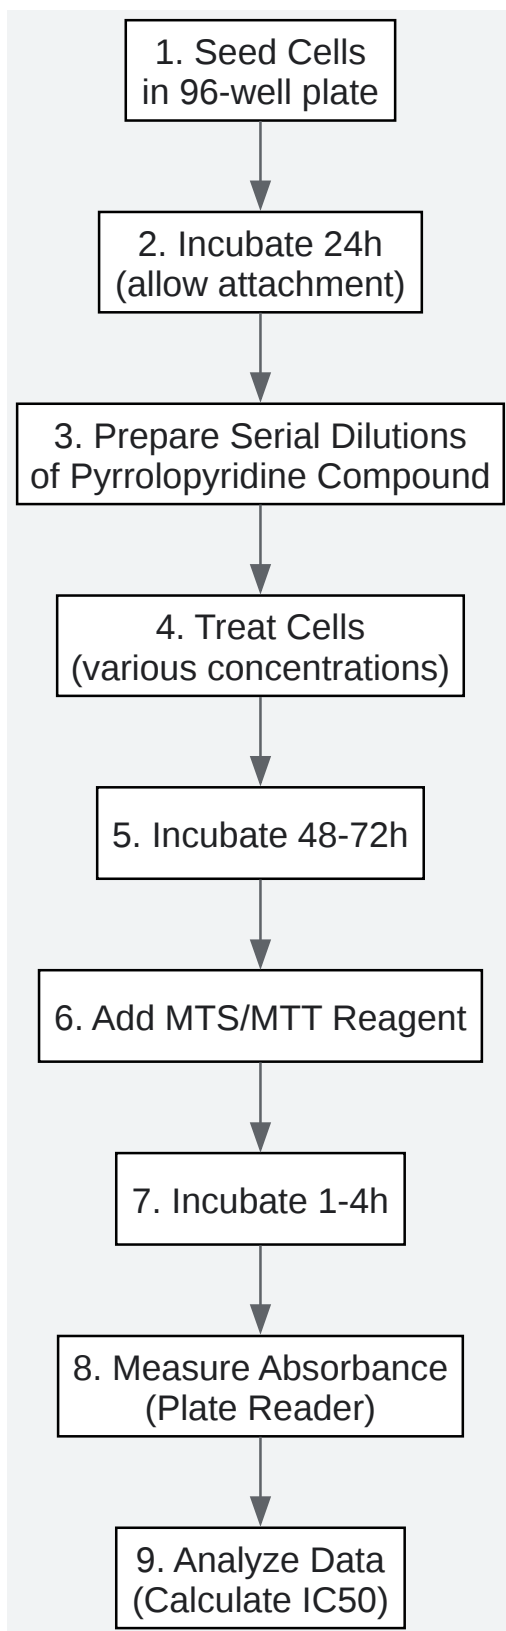 1. Seed Cells
in 96-well plate
2. Incubate 24h
(allow attachment)
3. Prepare Serial Dilutions
of Pyrrolopyridine Compound
4. Treat Cells
(various concentrations)
5. Incubate 48-72h
6. Add MTS/MTT Reagent
7. Incubate 1-4h
8. Measure Absorbance
(Plate Reader)
9. Analyze Data
(Calculate IC50)